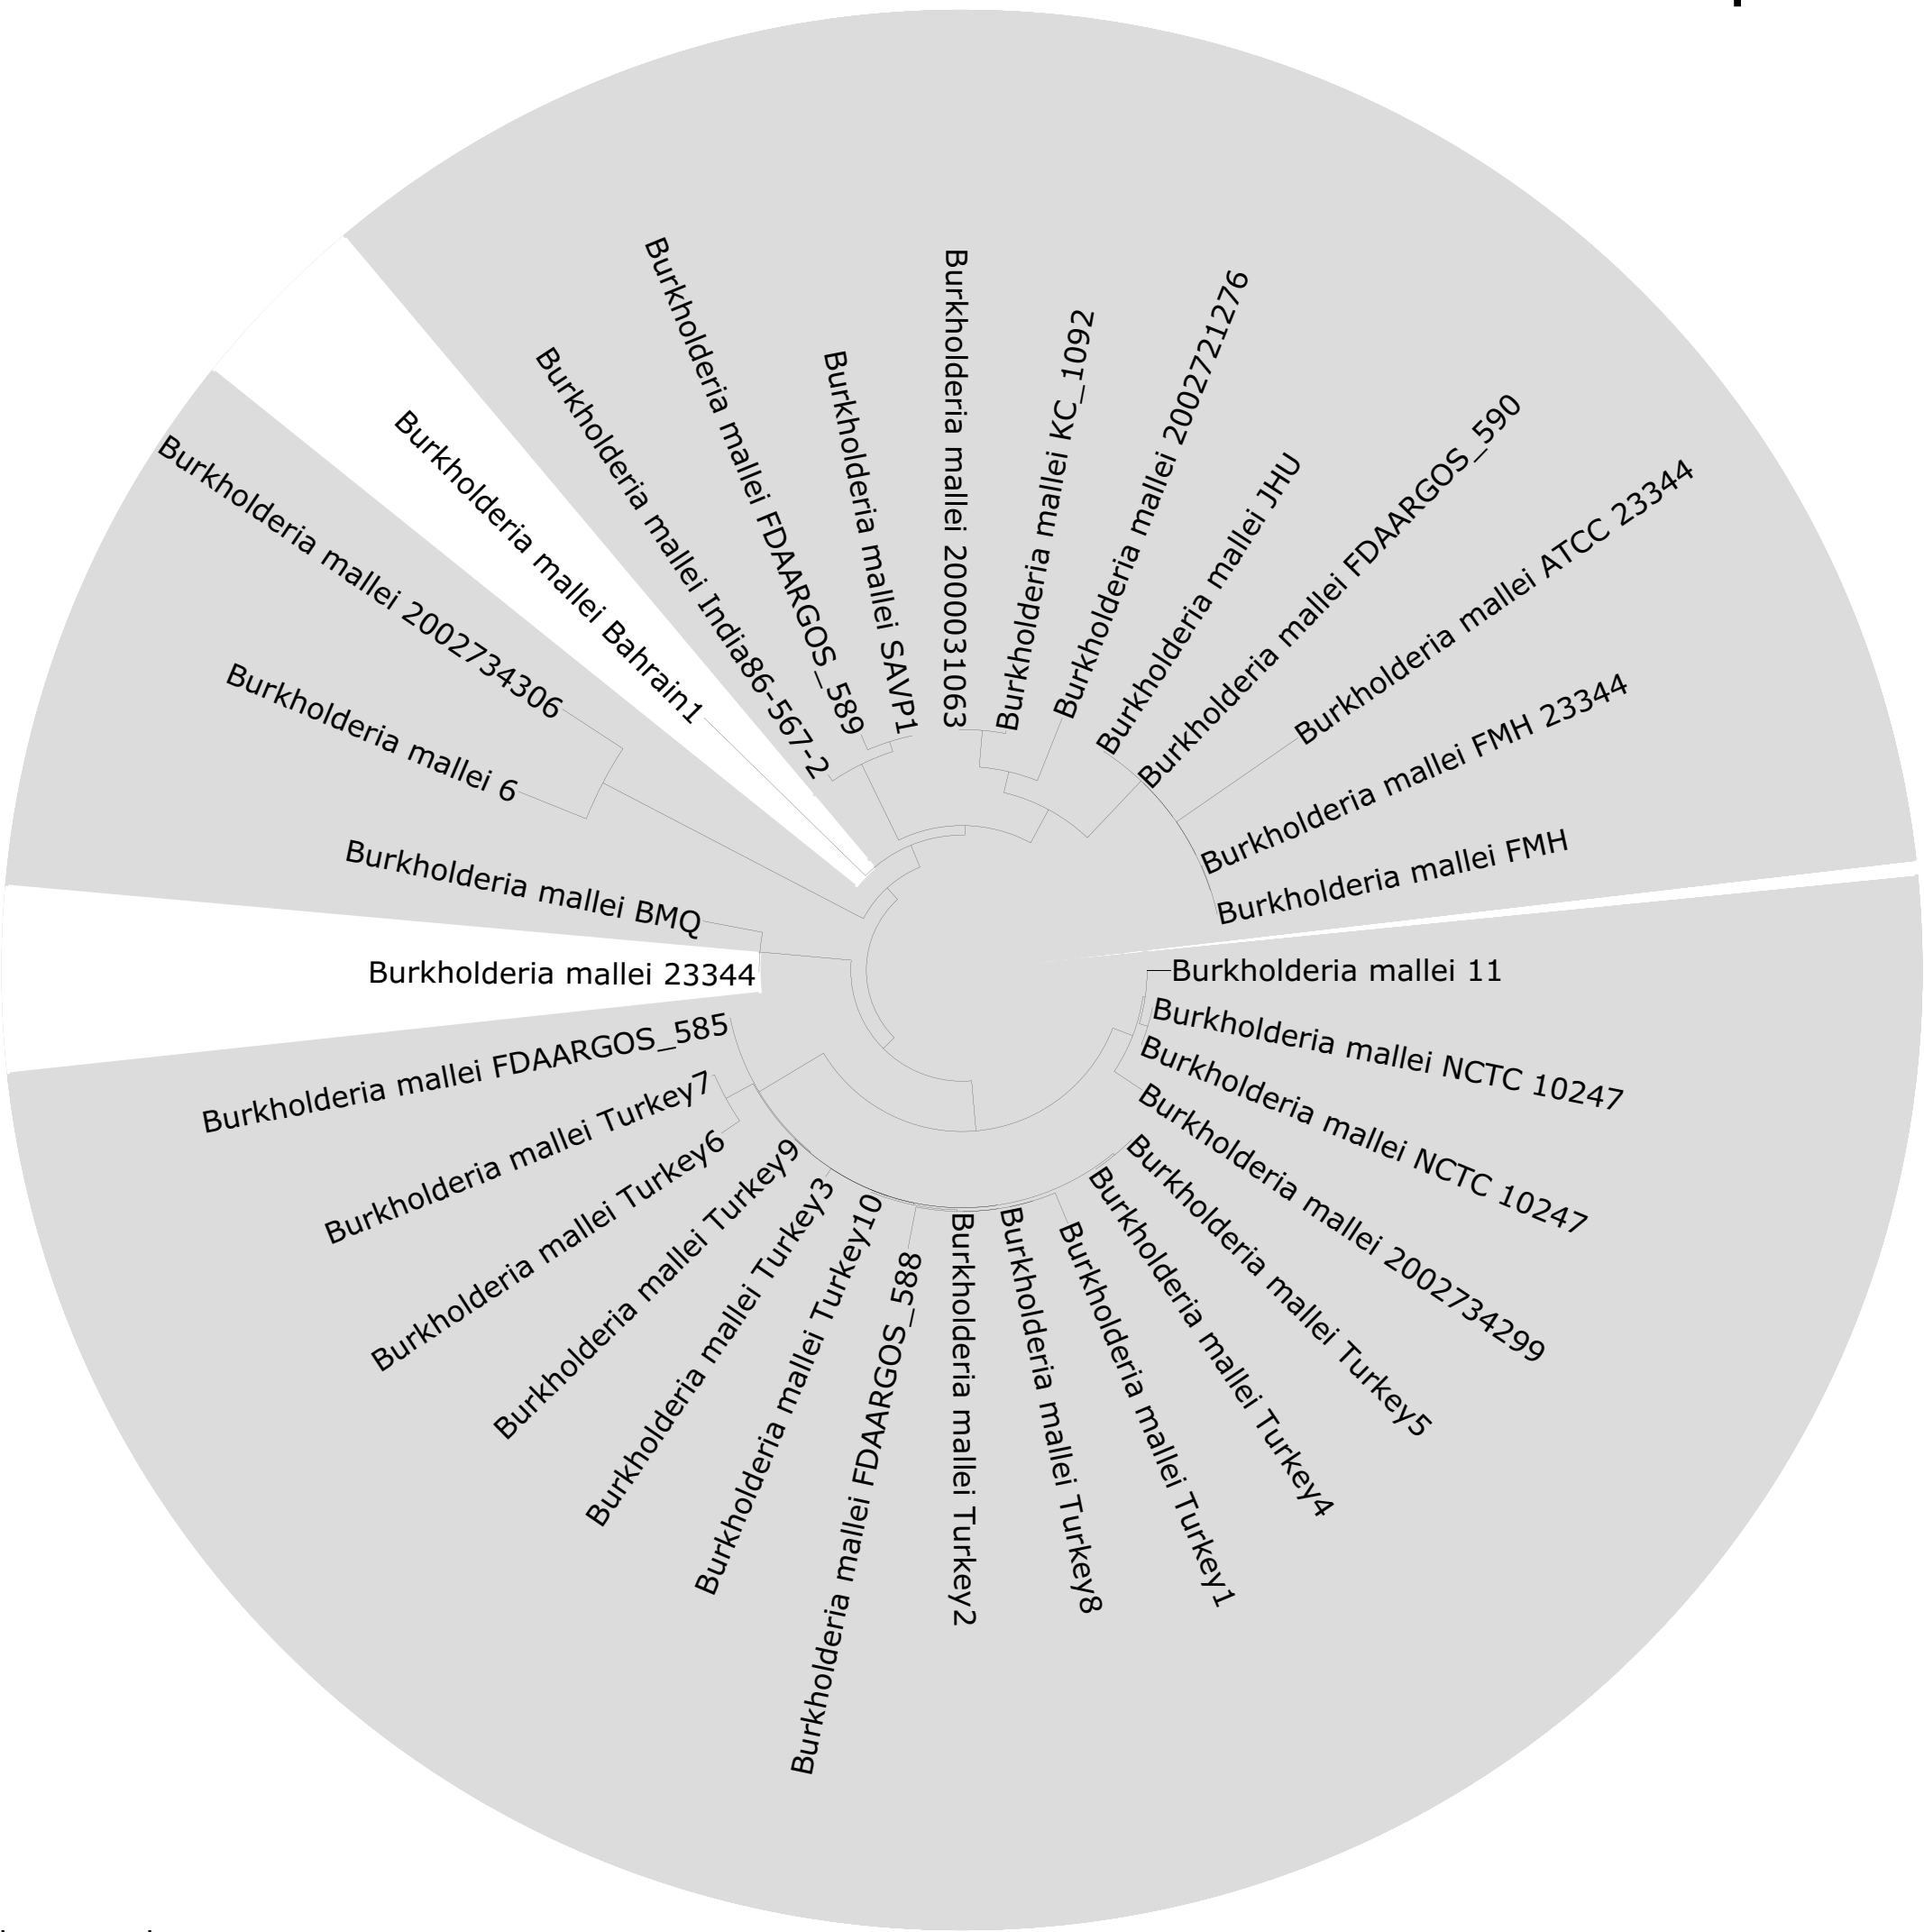 Burkholderia mallei 2000031063
Burkholderia mallei KC_1092
Burkholderia mallei 2002721276
Burkholderia mallei JHU
Burkholderia mallei FDAARGOS_590
Burkholderia mallei ATCC 23344
Burkholderia mallei FMH 23344
Burkholderia mallei FMH
Burkholderia mallei 11
Burkholderia mallei NCTC 10247
Burkholderia mallei NCTC 10247
Burkholderia mallei 2002734299
Burkholderia mallei Turkey5
Burkholderia mallei Turkey4
Burkholderia mallei Turkey1
Burkholderia mallei Turkey8
Burkholderia mallei Turkey2
Burkholderia mallei FDAARGOS_588
Burkholderia mallei Turkey10
Burkholderia mallei Turkey3
Burkholderia mallei Turkey9
Burkholderia mallei Turkey6
Burkholderia mallei Turkey7
Burkholderia mallei FDAARGOS_585
Burkholderia mallei 23344
Burkholderia mallei BMQ
Burkholderia mallei 6
Burkholderia mallei 2002734306
Burkholderia mallei Bahrain1
Burkholderia mallei India86-567-2
Burkholderia mallei FDAARGOS_589
Burkholderia mallei SAVP1